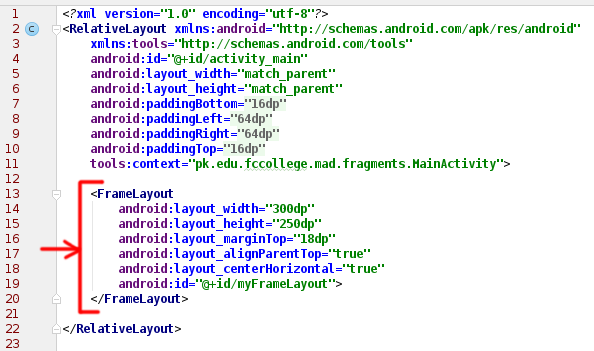 1 <?xml version="1.0" encoding="utf-8"?>
2 C <RelativeLayout xmlns:android="http://schemas.android.com/apk/res/android"
3 xmlns:tools="http://schemas.android.com/tools"
4 android:id="@+id/activity_main"
5 android:layout_width="match_parent"
6 android:layout_height="match_parent"
7 android:paddingBottom="16dp"
8 android:paddingLeft="64dp"
9 android:paddingRight="64dp"
10 android:paddingTop="16dp"
11 tools:context="pk.edu.fccollege.mad.fragments.MainActivity">
12
13 <FrameLayout
14 android:layout_width="300dp"
15 android:layout_height="250dp"
16 android:layout_marginTop="18dp"
17 android:layout_alignParentTop="true"
18 android:layout_centerHorizontal="true"
19 android:id="@+id/myFrameLayout">
20 </FrameLayout>
21
22 </RelativeLayout>
23